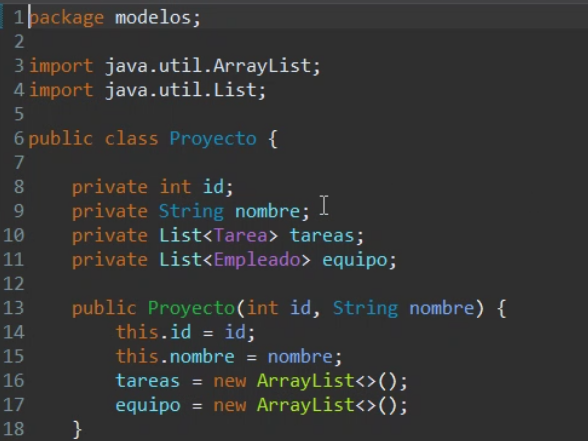 1 package modelos;
2
3 import java.util.ArrayList;
4 import java.util.List;
5
6 public class Proyecto {
7
8     private int id;
9     private String nombre;
10     private List<Tarea> tareas;
11     private List<Empleado> equipo;
12
13     public Proyecto(int id, String nombre) {
14         this.id = id;
15         this.nombre = nombre;
16         tareas = new ArrayList<>();
17         equipo = new ArrayList<>();
18     }